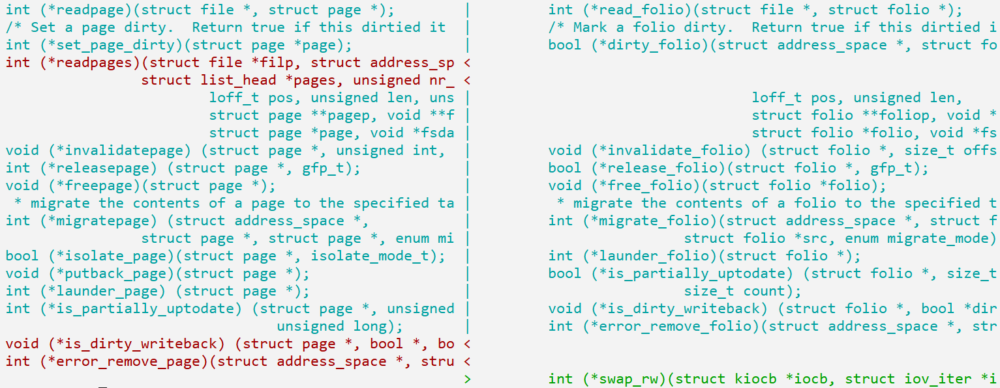 int (*readpage)(struct file *, struct page *); | int (*read_folio)(struct file *, struct folio *);
/* Set a page dirty.  Return true if this dirtied it | /* Mark a folio dirty.  Return true if this dirtied i
int (*set_page_dirty)(struct page *page); | bool (*dirty_folio)(struct address_space *, struct fo
int (*readpages)(struct file *filp, struct address_sp <
struct list_head *pages, unsigned nr_ <
loff_t pos, unsigned len, uns | loff_t pos, unsigned len,
struct page **pagep, void **f | struct folio **foliop, void *
struct page *page, void *fsda | struct folio *folio, void *fs
void (*invalidatepage) (struct page *, unsigned int, | void (*invalidate_folio) (struct folio *, size_t offs
int (*releasepage) (struct page *, gfp_t); | bool (*release_folio)(struct folio *, gfp_t);
void (*freepage)(struct page *); | void (*free_folio)(struct folio *folio);
* migrate the contents of a page to the specified ta | * migrate the contents of a folio to the specified t
int (*migratepage) (struct address_space *, | int (*migrate_folio)(struct address_space *, struct f
struct page *, struct page *, enum mi | struct folio *src, enum migrate_mode)
bool (*isolate_page)(struct page *, isolate_mode_t); | int (*launder_folio)(struct folio *);
void (*putback_page)(struct page *); | bool (*is_partially_uptodate) (struct folio *, size_t
int (*launder_page) (struct page *); | size_t count);
int (*is_partially_uptodate) (struct page *, unsigned | void (*is_dirty_writeback) (struct folio *, bool *dir
unsigned long); | int (*error_remove_folio)(struct address_space *, str
void (*is_dirty_writeback) (struct page *, bool *, bo <
int (*error_remove_page)(struct address_space *, stru <
> int (*swap_rw)(struct kiocb *iocb, struct iov_iter *i